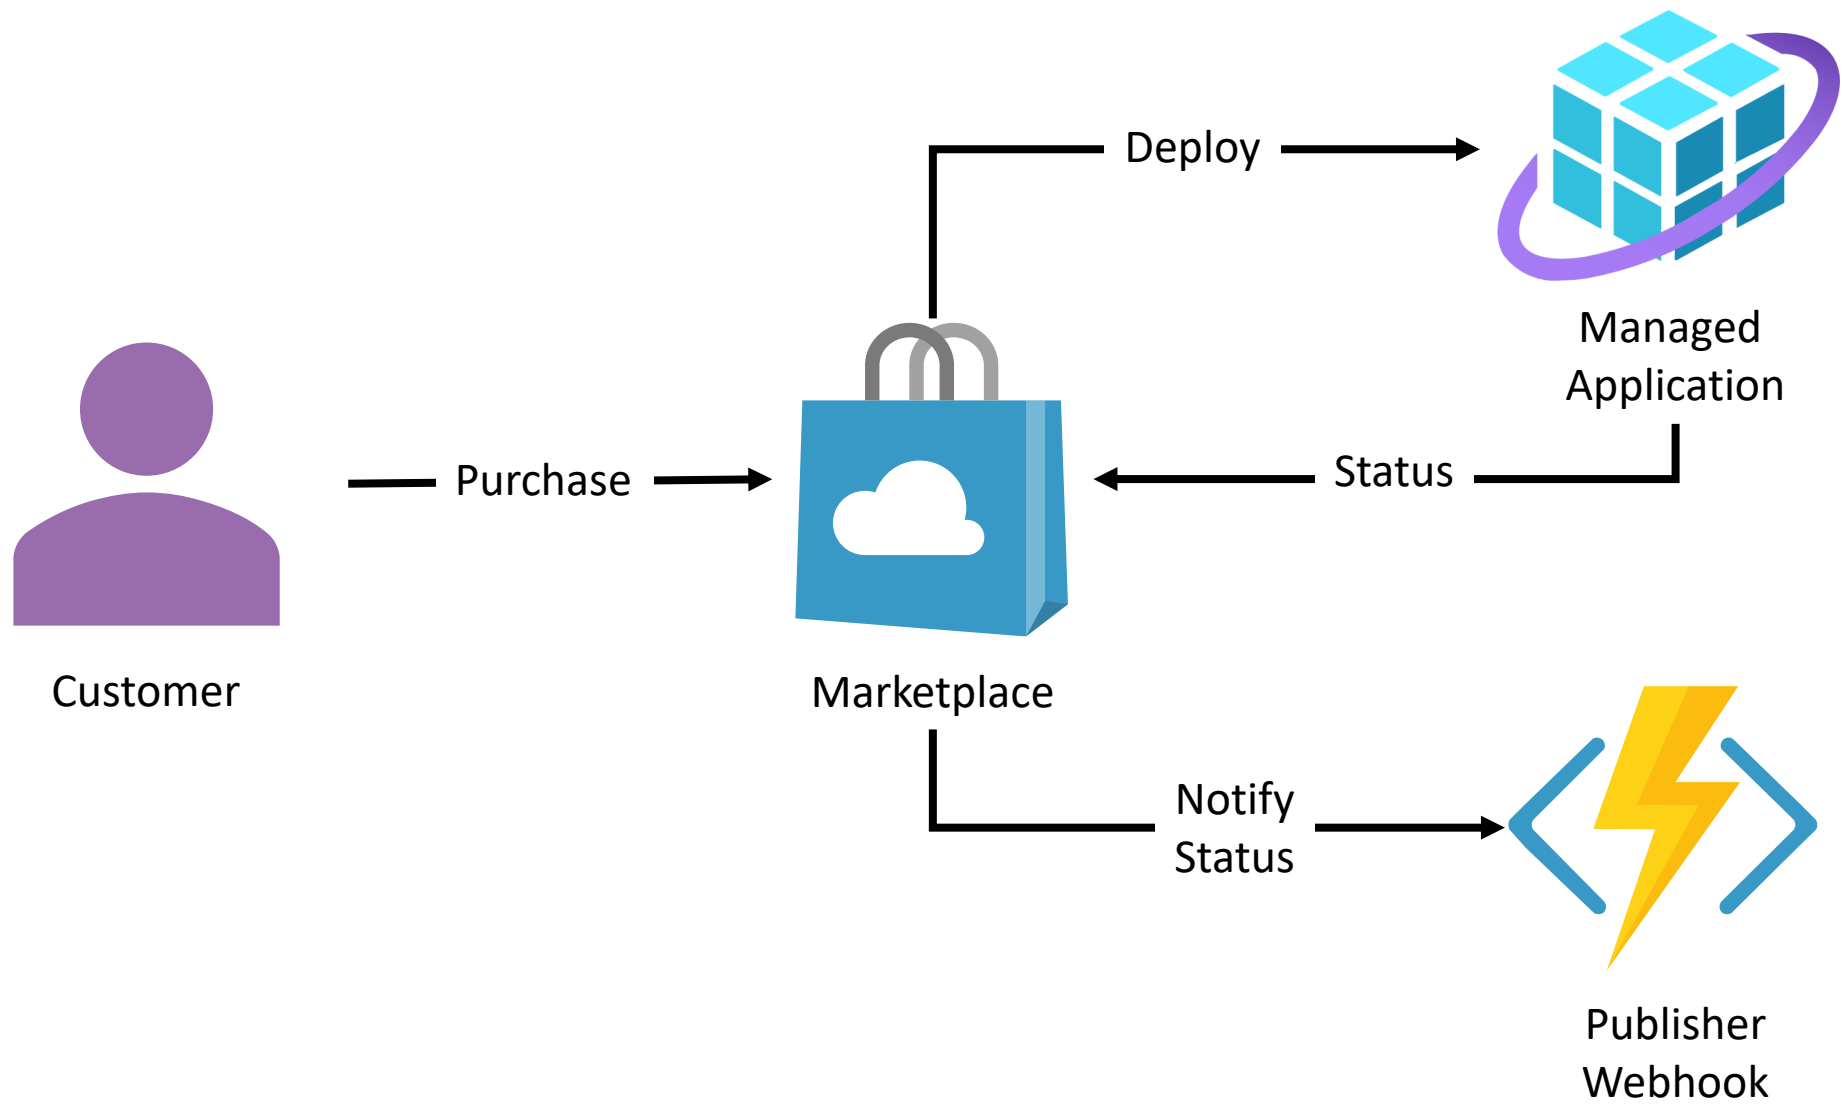 Deploy
Managed
Application
Purchase
Status
Customer
Marketplace
Notify
Status
Publisher
Webhook